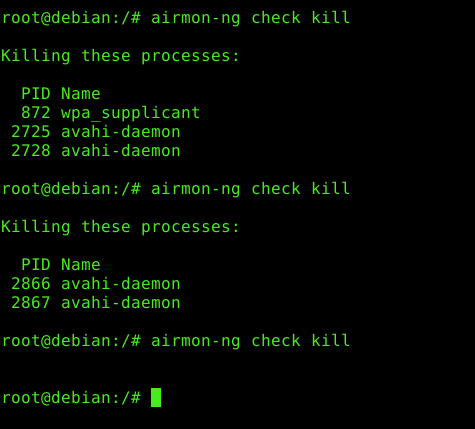 root@debian:/# airmon-ng check kill
Killing these processes:
PID Name
872 wpa_supplicant
2725 avahi-daemon
2728 avahi-daemon
root@debian:/# airmon-ng check kill
Killing these processes:
PID Name
2866 avahi-daemon
2867 avahi-daemon
root@debian:/# airmon-ng check kill
root@debian:/#